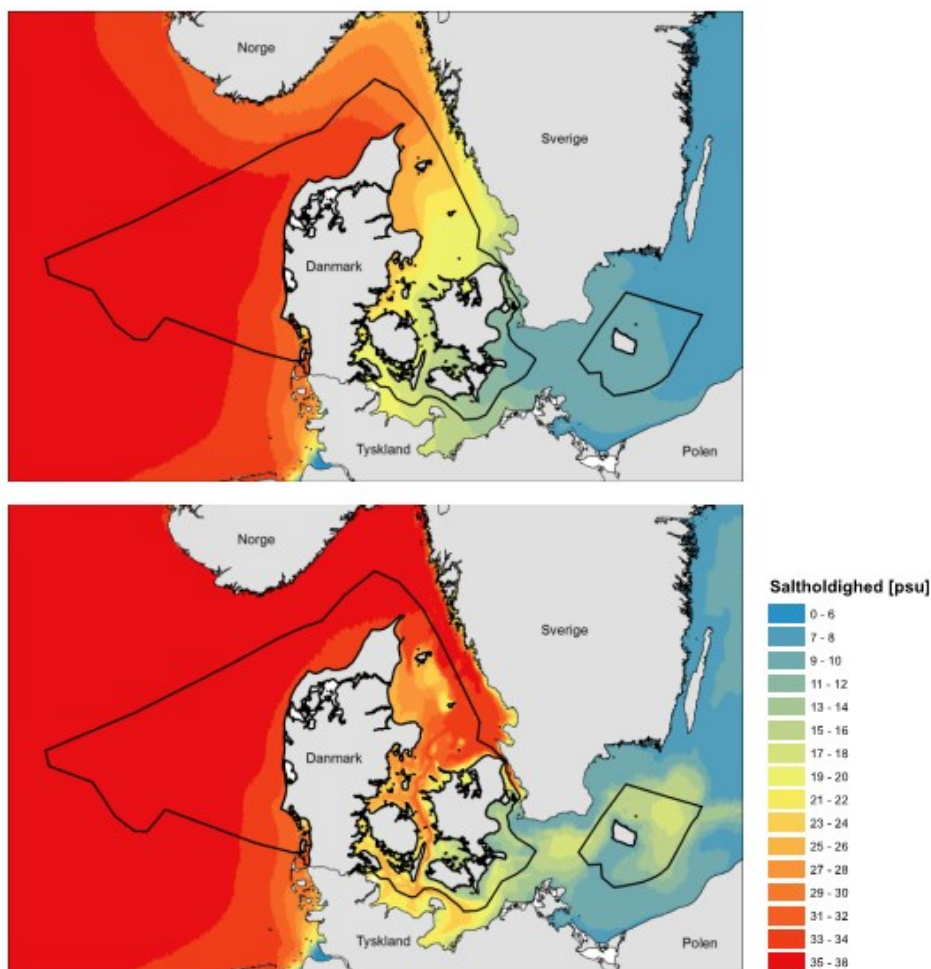 Norge
Sverige
Danmark
Tyskland
Polen
Norge
Sverige
Danmark
Tyskland
Polen
Saltholdighed [psu]
0 - 6
7 - 8
9 - 10
11 - 12
13 - 14
15 - 16
17 - 18
19 - 20
21 - 22
23 - 24
25 - 26
27 - 28
29 - 30
31 - 32
33 - 34
35 - 38